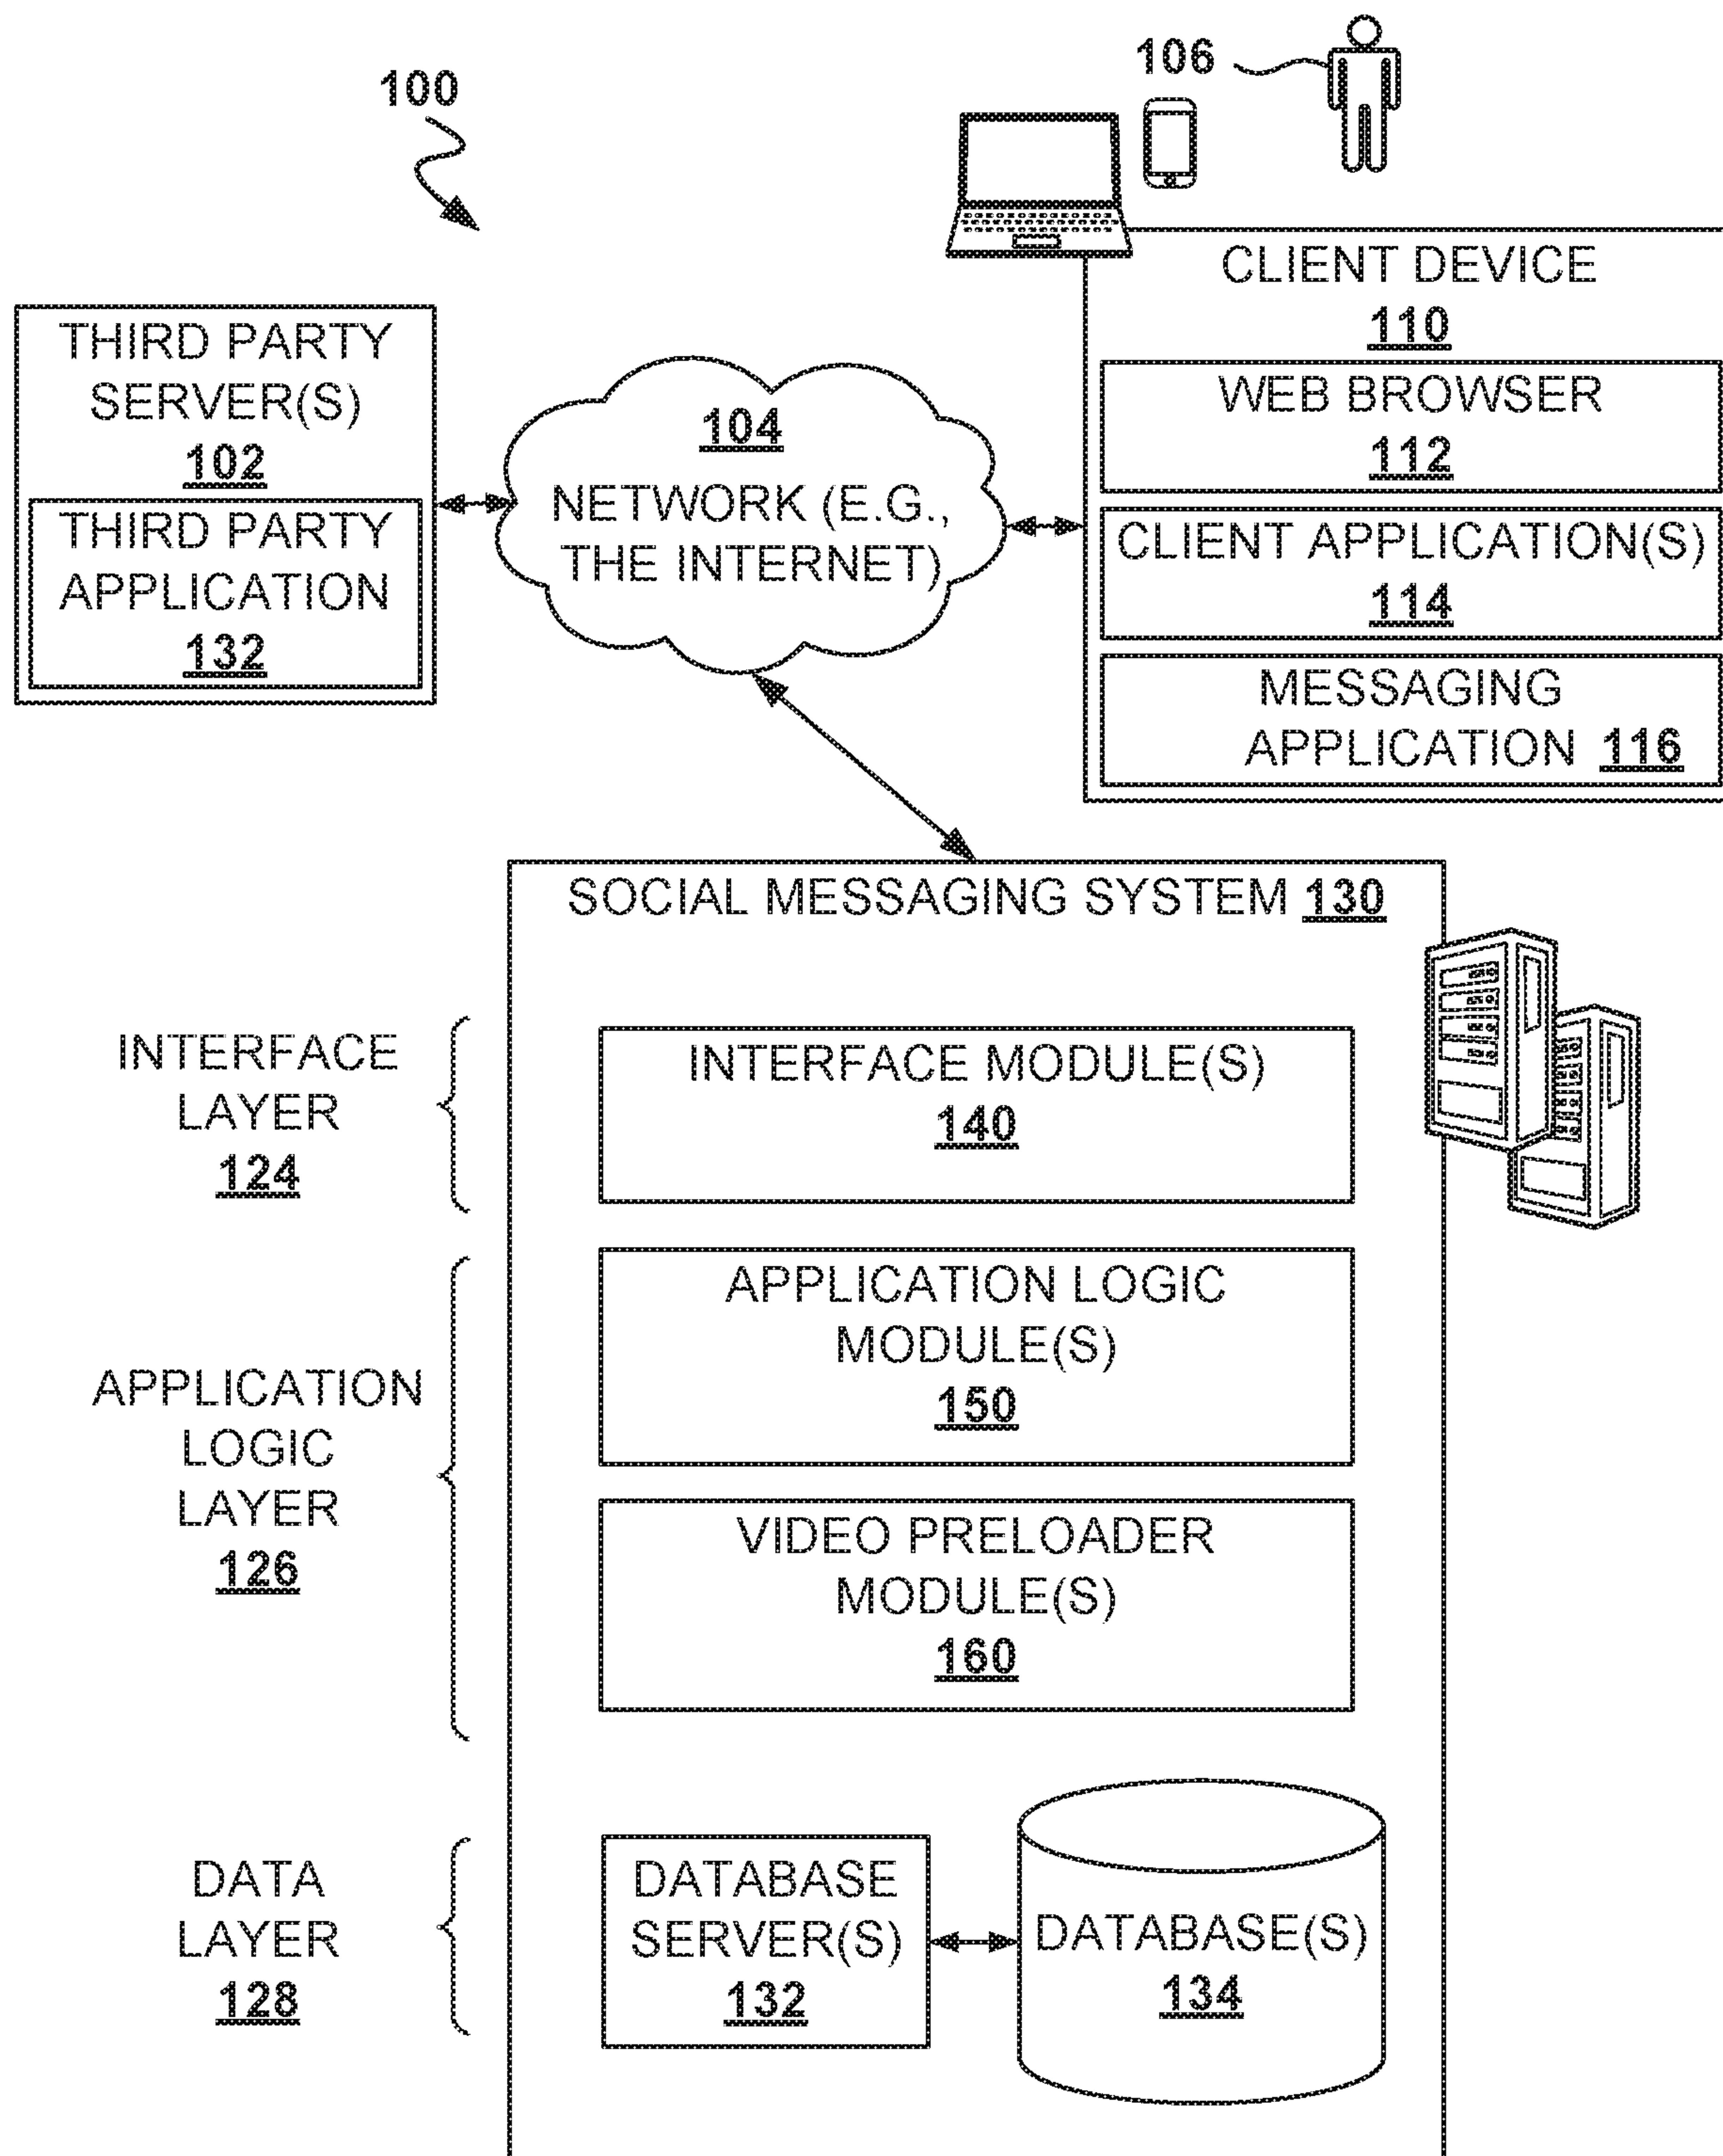 100
106
CLIENT DEVICE
110
WEB BROWSER
112
CLIENT APPLICATION(S)
114
MESSAGING
APPLICATION 116
THIRD PARTY
SERVER(S)
102
THIRD PARTY
APPLICATION
132
104
NETWORK (E.G.,
THE INTERNET)
SOCIAL MESSAGING SYSTEM 130
INTERFACE
LAYER
124
INTERFACE MODULE(S)
140
APPLICATION
LOGIC
LAYER
126
APPLICATION LOGIC
MODULE(S)
150
VIDEO PRELOADER
MODULE(S)
160
DATA
LAYER
128
DATABASE
SERVER(S)
132
DATABASE(S)
134